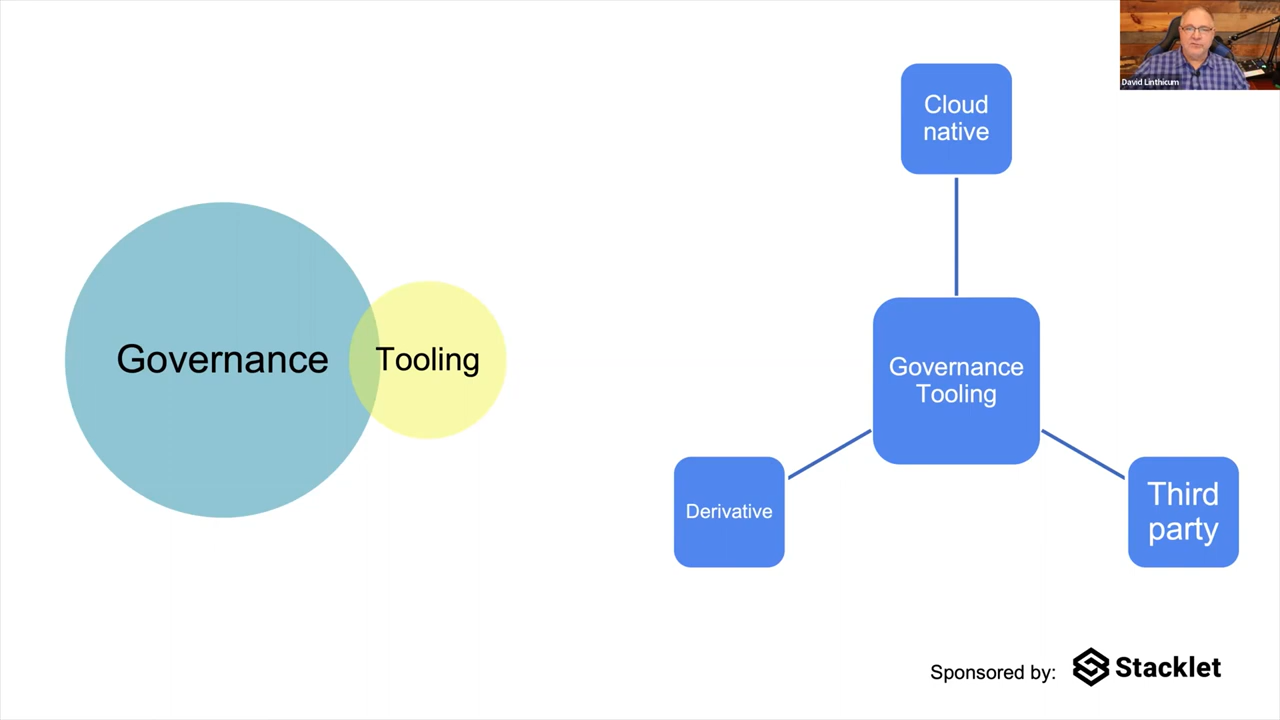 David Linthicum
Cloud
native
Governance
Tooling
Governance
Tooling
Derivative
Third
party
Sponsored by:
Stacklet